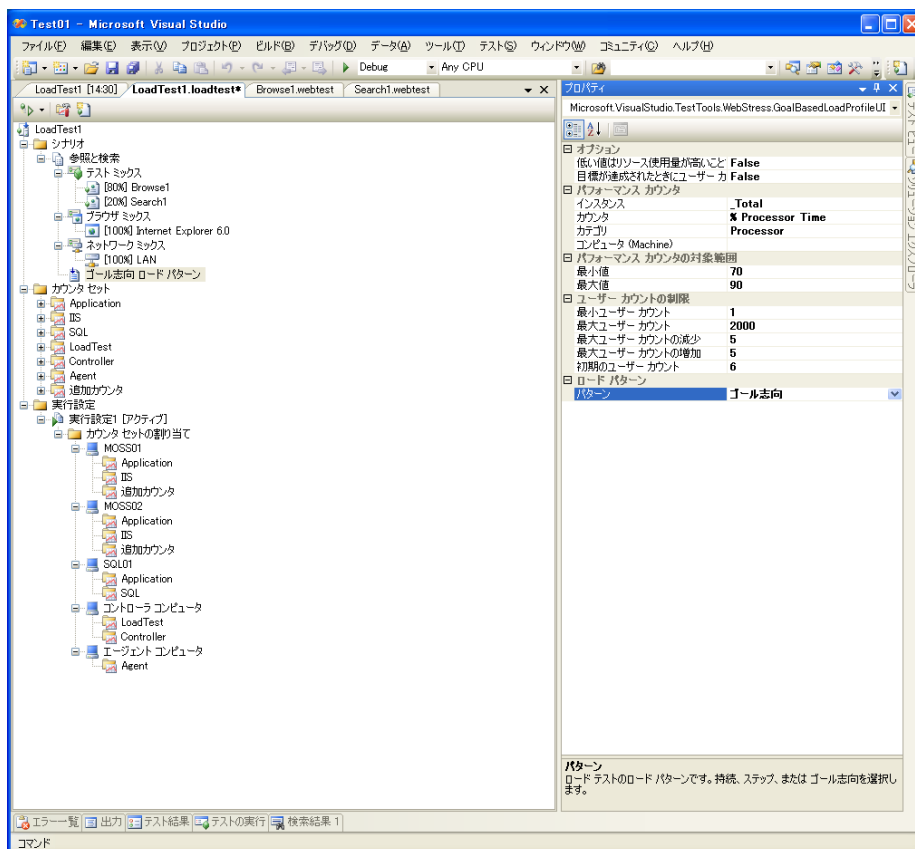 Test01 - Microsoft Visual Studio
ファイル(F) 編集(E) 表示(V) プロジェクト(P) ビルド(B) デバッグ(D) データ(A) ツール(T) テスト(S) ウィンドウ(W) コミュニティ(C) ヘルプ(H)
Debug Any CPU
LoadTest1 [14:30] LoadTest1.loadtest* Browse1.webtest Search1.webtest
LoadTest1
シナリオ
参照と検索
テスト ミックス
[80%] Browse1
[20%] Search1
ブラウザ ミックス
[100%] Internet Explorer 6.0
ネットワーク ミックス
[100%] LAN
ゴール志向 ロード パターン
カウンタ セット
Application
IIS
SQL
LoadTest
Controller
Agent
追加カウンタ
実行設定
実行設定1 [アクティブ]
カウンタ セットの割り当て
MOSS01
Application
IIS
追加カウンタ
MOSS02
Application
IIS
追加カウンタ
SQL01
Application
SQL
コントローラ コンピュータ
LoadTest
Controller
エージェント コンピュータ
Agent
プロパティ
Microsoft.VisualStudio.TestTools.WebStress.GoalBasedLoadProfileUI
オプション
低い値はリソース使用量が高いこと False
目標が達成されたときにユーザー カ False
パフォーマンス カウンタ
インスタンス _Total
カウンタ % Processor Time
カテゴリ Processor
コンピュータ (Machine)
パフォーマンス カウンタの対象範囲
最小値 70
最大値 90
ユーザー カウントの制限
最小ユーザー カウント 1
最大ユーザー カウント 2000
最大ユーザー カウントの減少 5
最大ユーザー カウントの増加 5
初期のユーザー カウント 6
ロード パターン
パターン ゴール志向
パターン
ロード テストのロード パターンです。持続、ステップ、または ゴール志向を選択し
ます。
エラー一覧 出力 テスト結果 テストの実行 検索結果 1
コマンド